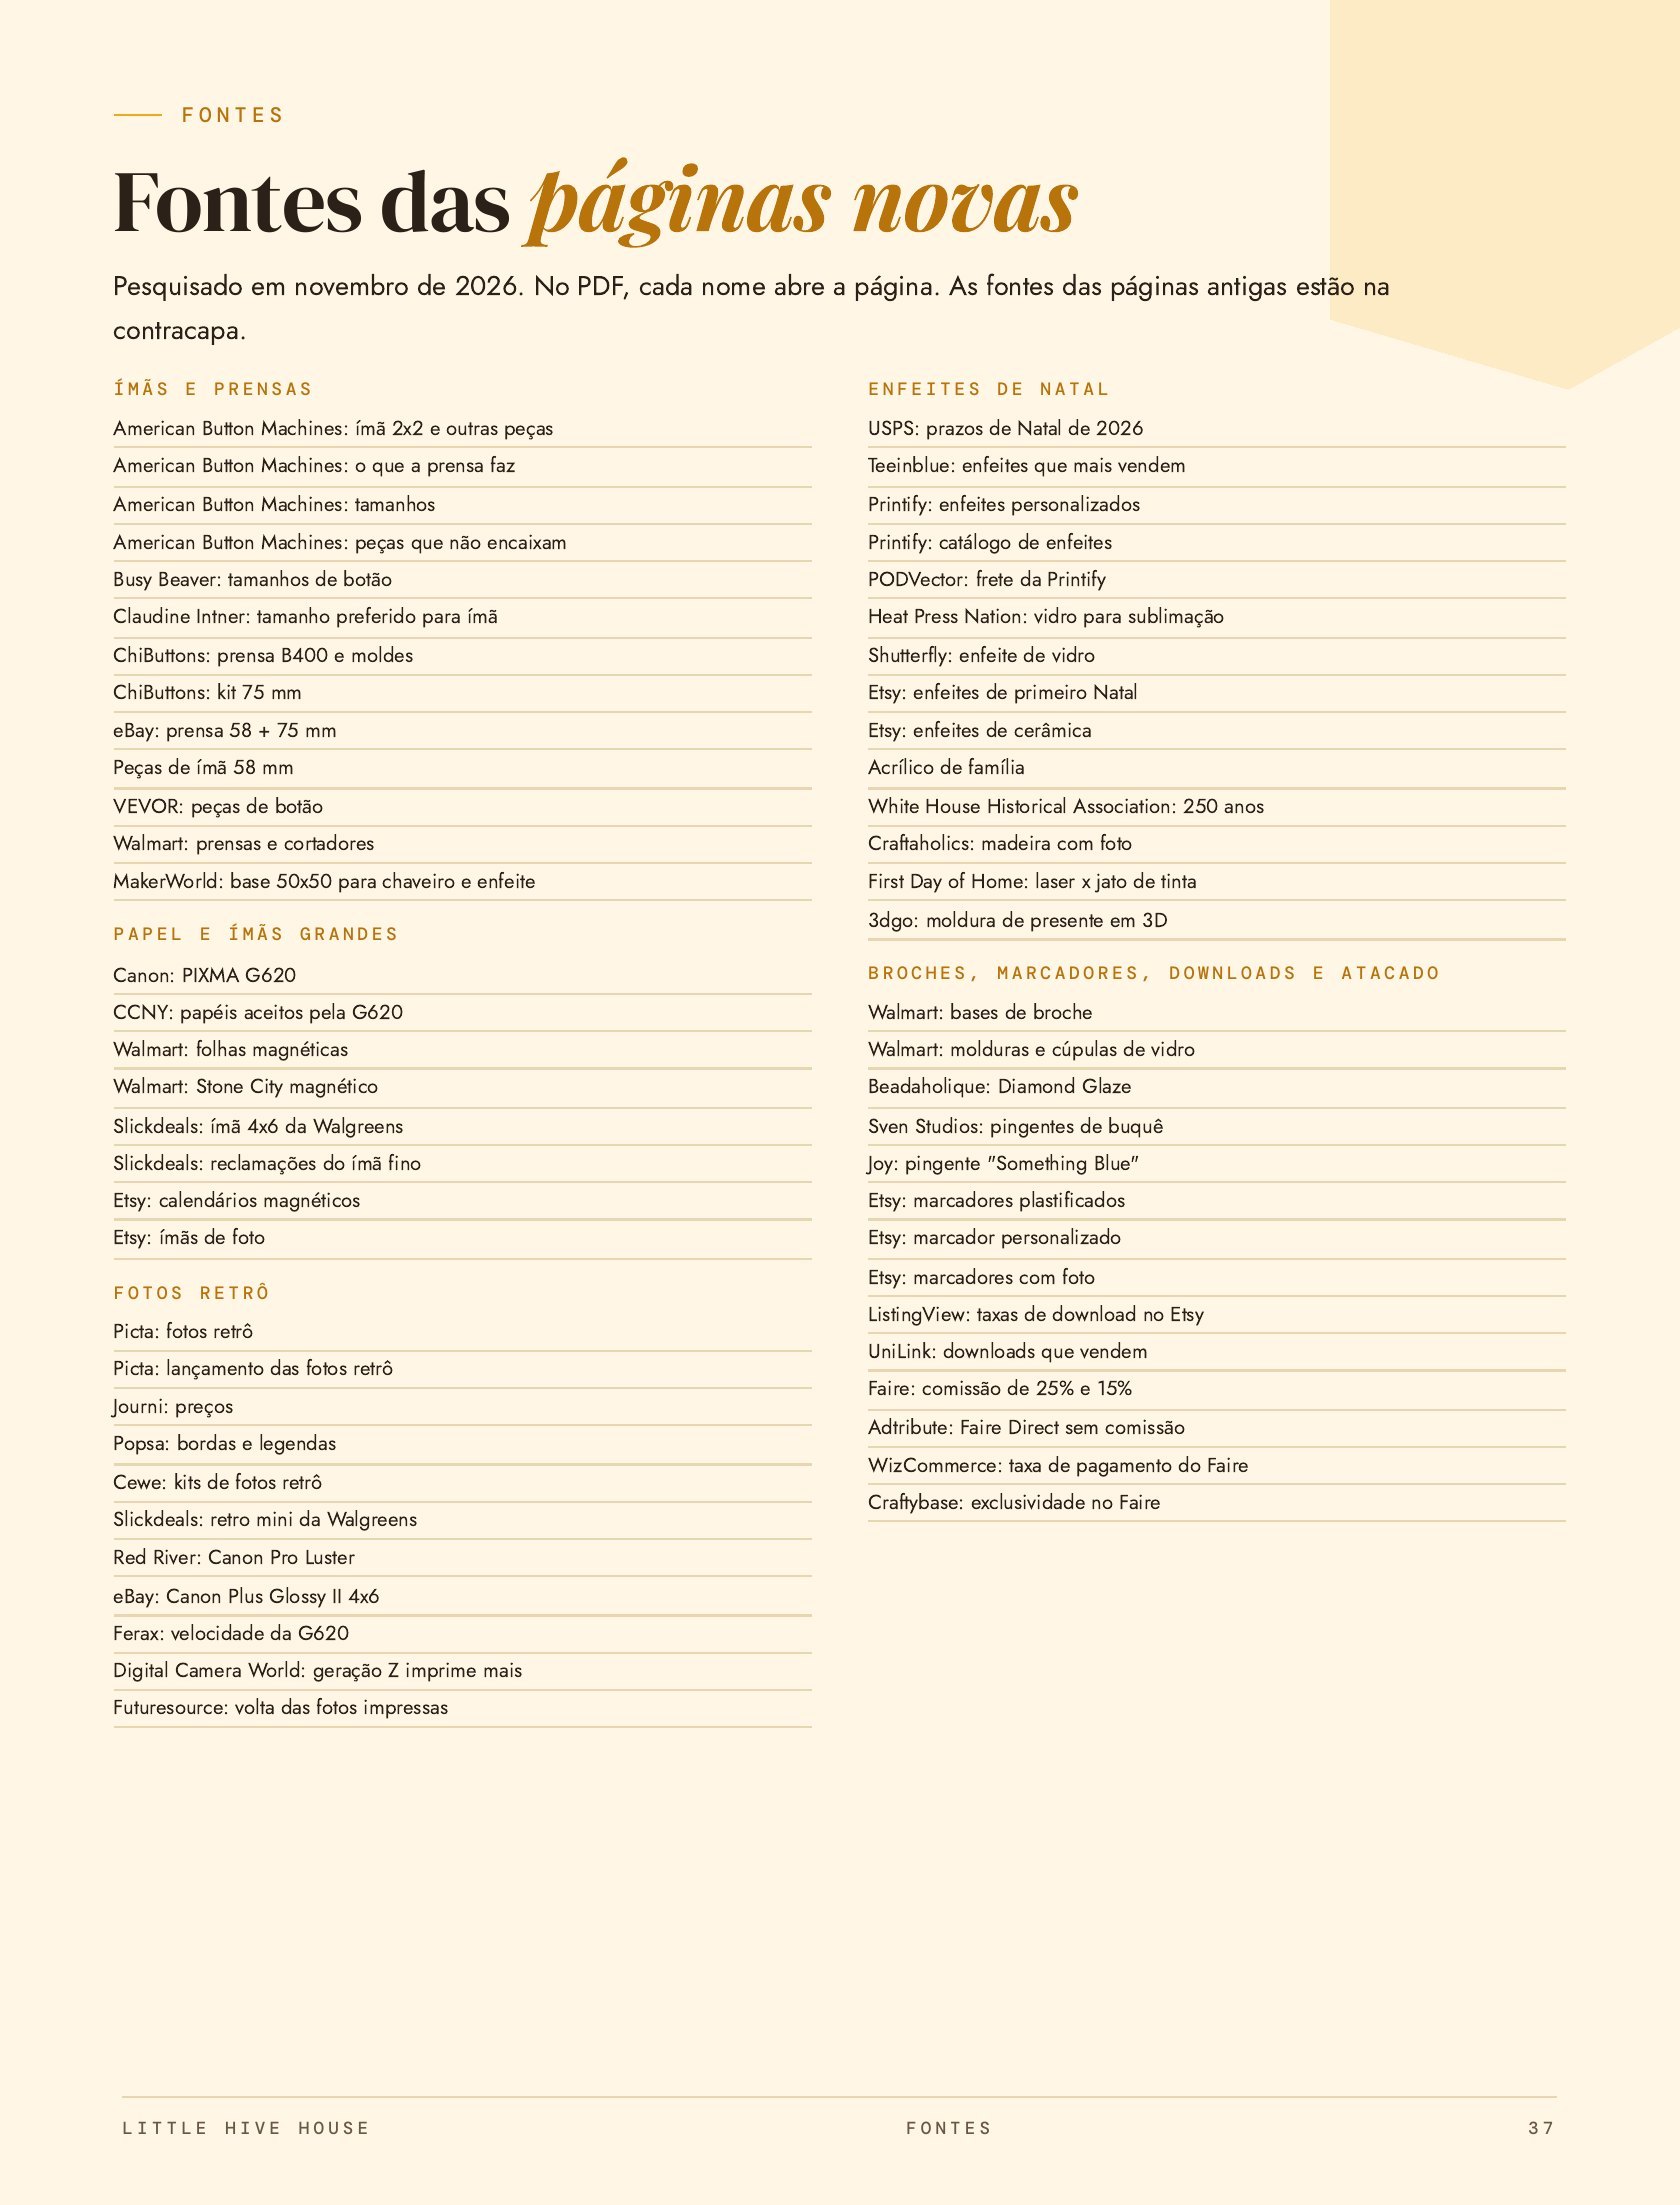 FONTES
Fontes das páginas novas
Pesquisado em novembro de 2026. No PDF, cada nome abre a página. As fontes das páginas antigas estão na
contracapa.
ÍMÃS E PRENSAS
American Button Machines: ímã 2x2 e outras peças
American Button Machines: o que a prensa faz
American Button Machines: tamanhos
American Button Machines: peças que não encaixam
Busy Beaver: tamanhos de botão
Claudine Intner: tamanho preferido para ímã
ChiButtons: prensa B400 e moldes
ChiButtons: kit 75 mm
eBay: prensa 58 + 75 mm
Peças de ímã 58 mm
VEVOR: peças de botão
Walmart: prensas e cortadores
MakerWorld: base 50x50 para chaveiro e enfeite
PAPEL E ÍMÃS GRANDES
Canon: PIXMA G620
CCNY: papéis aceitos pela G620
Walmart: folhas magnéticas
Walmart: Stone City magnético
Slickdeals: ímã 4x6 da Walgreens
Slickdeals: reclamações do ímã fino
Etsy: calendários magnéticos
Etsy: ímãs de foto
FOTOS RETRÔ
Picta: fotos retrô
Picta: lançamento das fotos retrô
Journi: preços
Popsa: bordas e legendas
Cewe: kits de fotos retrô
Slickdeals: retro mini da Walgreens
Red River: Canon Pro Luster
eBay: Canon Plus Glossy II 4x6
Ferax: velocidade da G620
Digital Camera World: geração Z imprime mais
Futuresource: volta das fotos impressas
ENFEITES DE NATAL
USPS: prazos de Natal de 2026
Teeinblue: enfeites que mais vendem
Printify: enfeites personalizados
Printify: catálogo de enfeites
PODVector: frete da Printify
Heat Press Nation: vidro para sublimação
Shutterfly: enfeite de vidro
Etsy: enfeites de primeiro Natal
Etsy: enfeites de cerâmica
Acrílico de família
White House Historical Association: 250 anos
Craftaholics: madeira com foto
First Day of Home: laser x jato de tinta
3dgo: moldura de presente em 3D
BROCHES, MARCADORES, DOWNLOADS E ATACADO
Walmart: bases de broche
Walmart: molduras e cúpulas de vidro
Beadaholique: Diamond Glaze
Sven Studios: pingentes de buquê
Joy: pingente "Something Blue"
Etsy: marcadores plastificados
Etsy: marcador personalizado
Etsy: marcadores com foto
ListingView: taxas de download no Etsy
UniLink: downloads que vendem
Faire: comissão de 25% e 15%
Adtribute: Faire Direct sem comissão
WizCommerce: taxa de pagamento do Faire
Craftybase: exclusividade no Faire
LITTLE HIVE HOUSE
FONTES
37